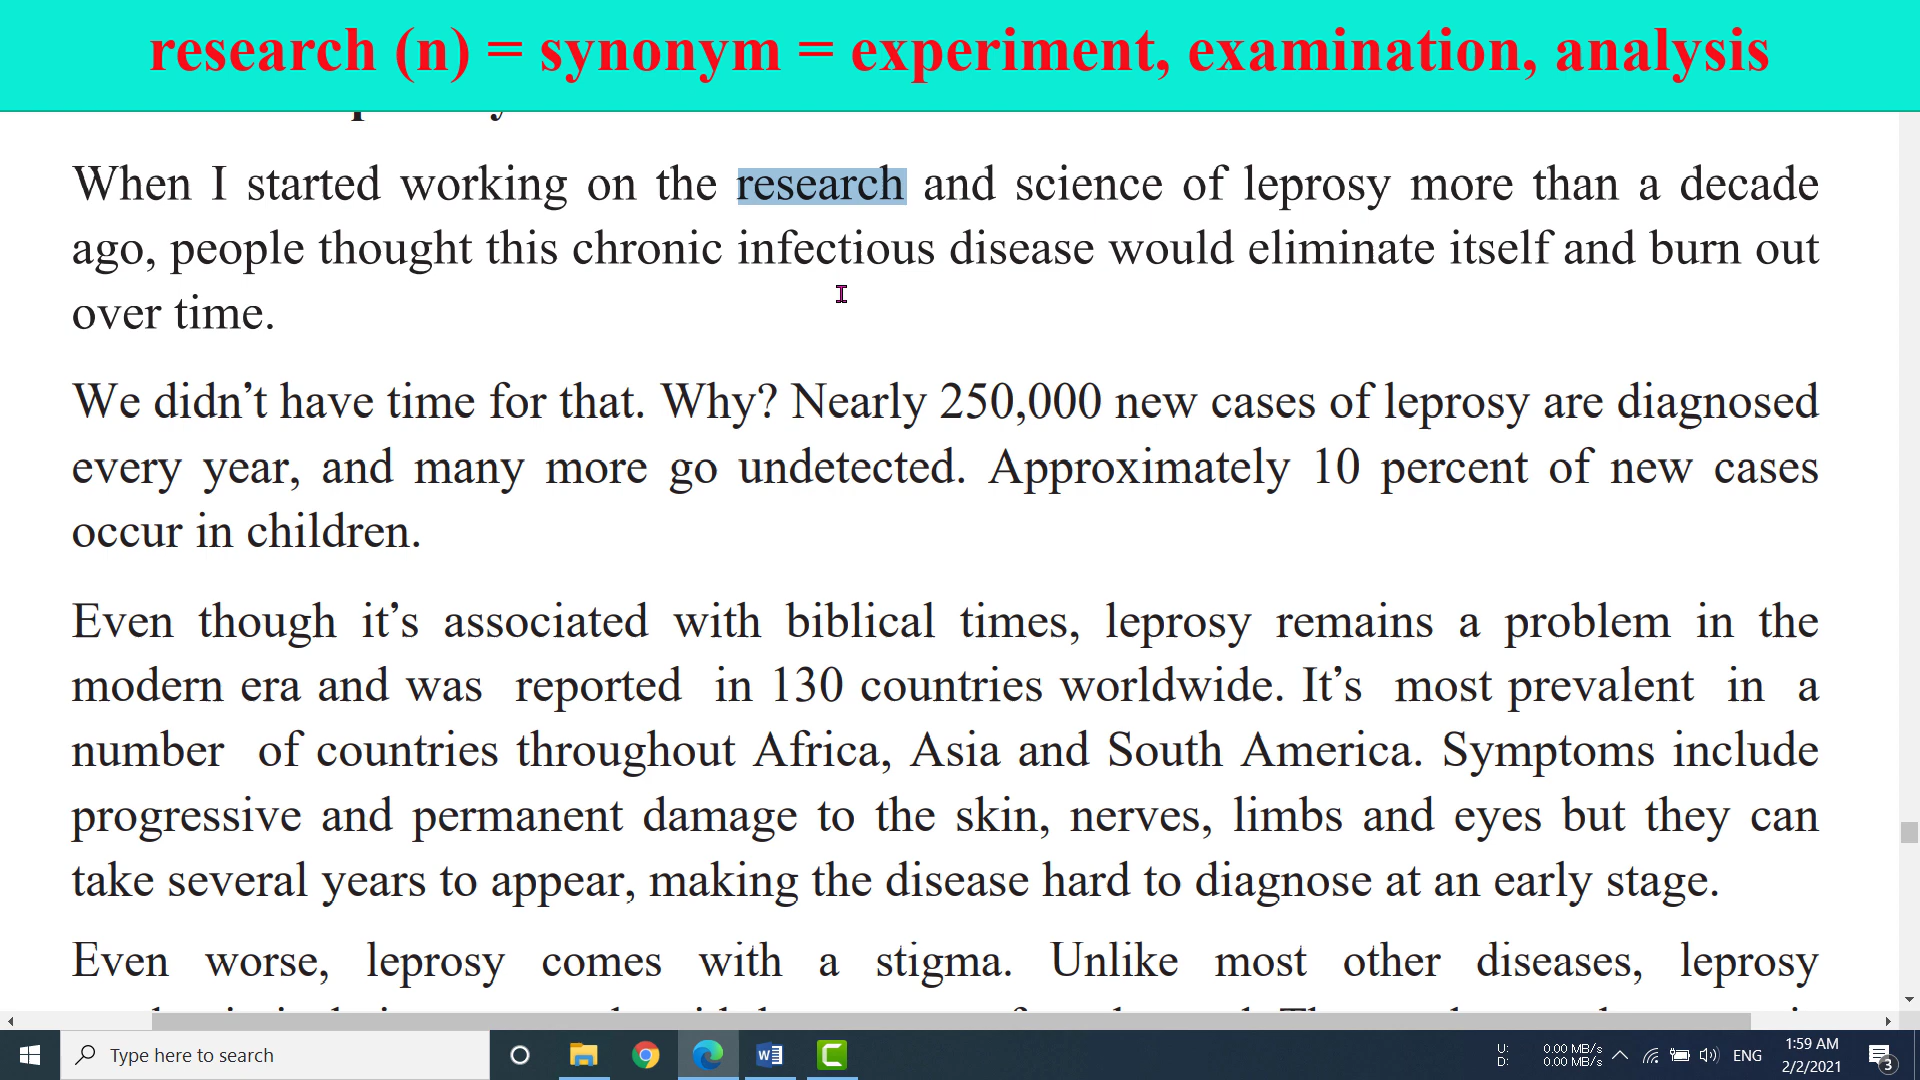 research (n) = synonym = experiment, examination, analysis
When I started working on the research and science of leprosy more than a decade
ago, people thought this chronic infectious disease would eliminate itself and burn out
over time.
We didn’t have time for that. Why? Nearly 250,000 new cases of leprosy are diagnosed
every year, and many more go undetected. Approximately 10 percent of new cases
occur in children.
Even though it’s associated with biblical times, leprosy remains a problem in the
modern era and was reported in 130 countries worldwide. It’s most prevalent in a
number of countries throughout Africa, Asia and South America. Symptoms include
progressive and permanent damage to the skin, nerves, limbs and eyes but they can
take several years to appear, making the disease hard to diagnose at an early stage.
Even worse, leprosy comes with a stigma. Unlike most other diseases, leprosy
Type here to search
U: 0.00 MB/s
D: 0.00 MB/s
ENG
1:59 AM
2/2/2021
3